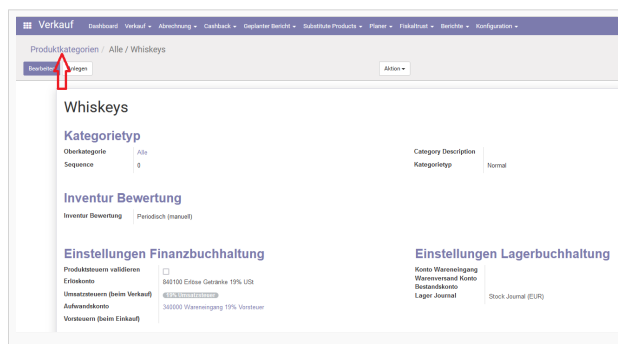 Verkauf Dashboard Verkauf Abrechnung Cashback Geplanter Bericht Substitute Products Planer Fiskaltrust Berichte Konfiguration
Produktkategorien / Alle / Whiskeys
Bearbeiten Anlegen Aktion
Whiskeys
Kategorietyp
Oberkategorie Alle Category Description
Sequence 0 Kategorietyp Normal
Inventur Bewertung
Inventur Bewertung Periodisch (manuell)
Einstellungen Finanzbuchhaltung Einstellungen Lagerbuchhaltung
Produktsteuern validieren Konto Wareneingang
Erlöskonto 840100 Erlöse Getränke 19% USt Warenversand Konto
Bestandskonto
Umsatzsteuern (beim Verkauf) 19% Umsatzsteuer Lager Journal Stock Journal (EUR)
Aufwandskonto 360000 Wareneingang 19% Vorsteuer
Vorsteuern (beim Einkauf)